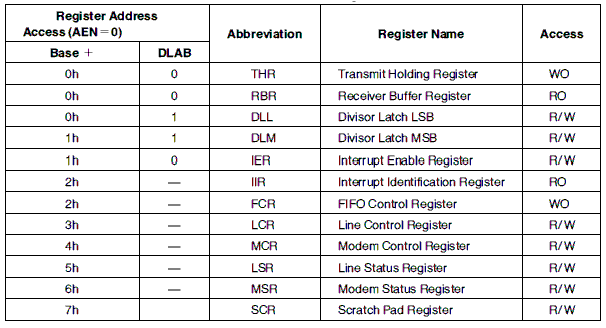 Register Address
Access (AEN=0)
Abbreviation Register Name Access
Base + DLAB
0h 0 THR Transmit Holding Register WO
0h 0 RBR Receiver Buffer Register RO
0h 1 DLL Divisor Latch LSB R/W
1h 1 DLM Divisor Latch MSB R/W
1h 0 IER Interrupt Enable Register R/W
2h — IIR Interrupt Identification Register RO
2h — FCR FIFO Control Register WO
3h — LCR Line Control Register R/W
4h — MCR Modem Control Register R/W
5h — LSR Line Status Register R/W
6h — MSR Modem Status Register R/W
7h SCR Scratch Pad Register R/W